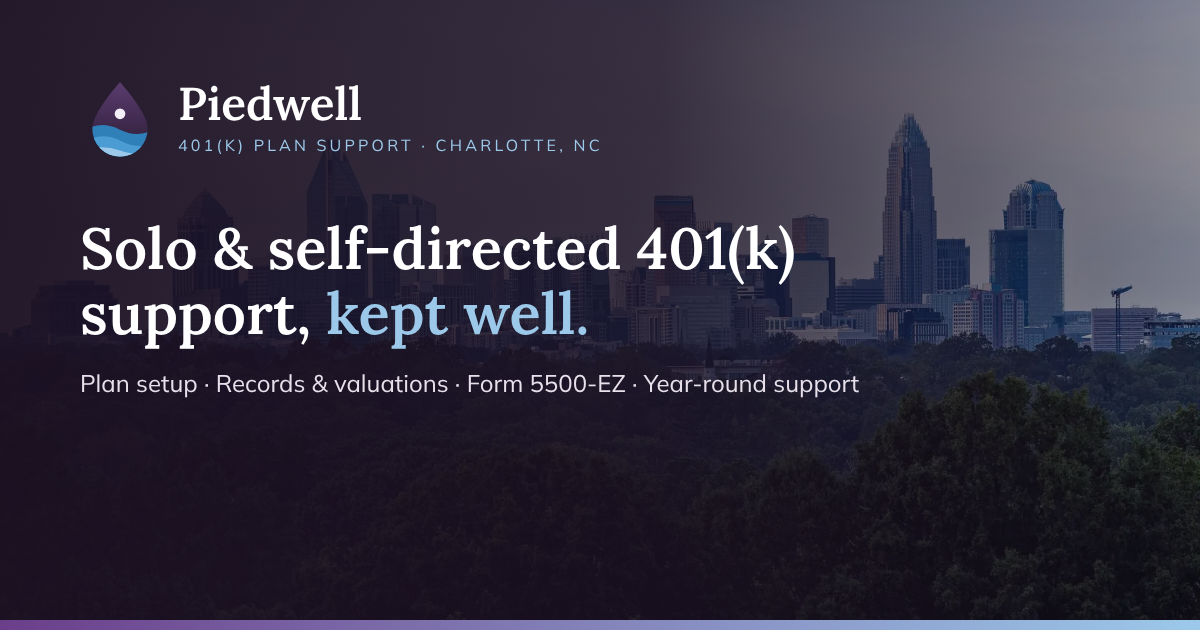 Piedwell
401(K) PLAN SUPPORT · CHARLOTTE, NC
Solo & self-directed 401(k)
support, kept well.
Plan setup · Records & valuations · Form 5500-EZ · Year-round support